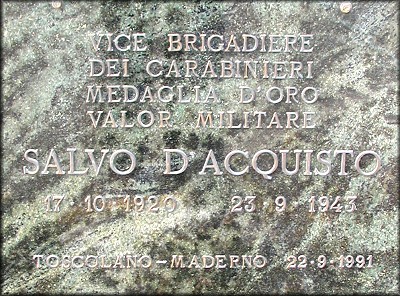 VICE BRIGADIERE
DEI CARABINIERI
MEDAGLIA D'ORO
VALOR MILITARE
SALVO D'ACQUISTO
17·10·1920 23·9·1943
TOSCOLANO-MADERNO 22·9·1991